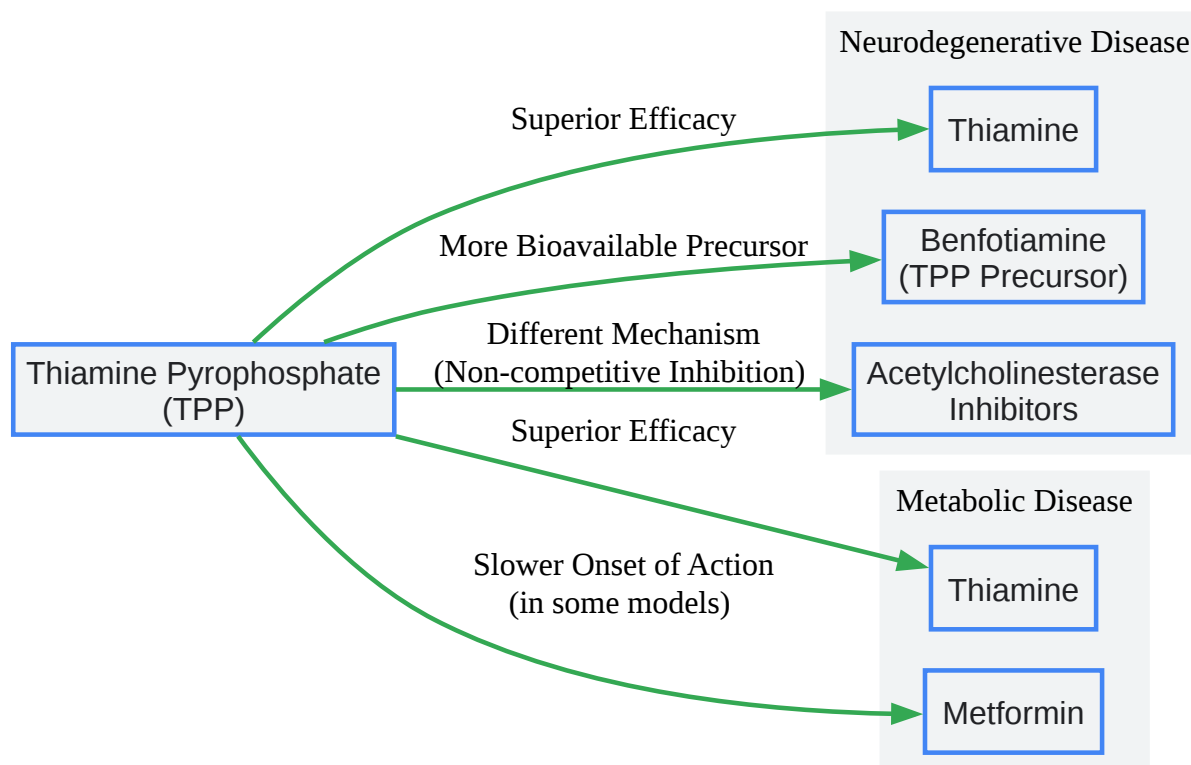 Neurodegenerative Disease
Superior Efficacy
Thiamine
More Bioavailable Precursor
Benfotiamine
(TPP Precursor)
Different Mechanism
(Non-competitive Inhibition)
Thiamine Pyrophosphate
(TPP)
Acetylcholinesterase
Inhibitors
Superior Efficacy
Metabolic Disease
Thiamine
Slower Onset of Action
(in some models)
Metformin